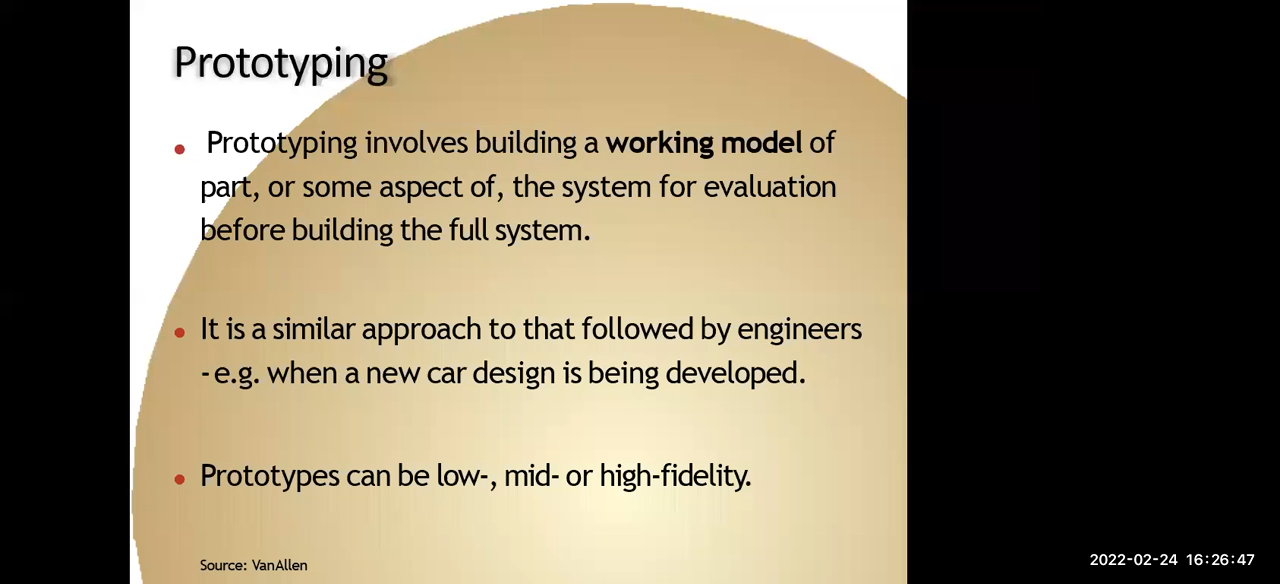 Prototyping
• Prototyping involves building a working model of
part, or some aspect of, the system for evaluation
before building the full system.
• It is a similar approach to that followed by engineers
- e.g. when a new car design is being developed.
• Prototypes can be low-, mid- or high-fidelity.
Source: VanAllen
2022-02-24 16:26:47